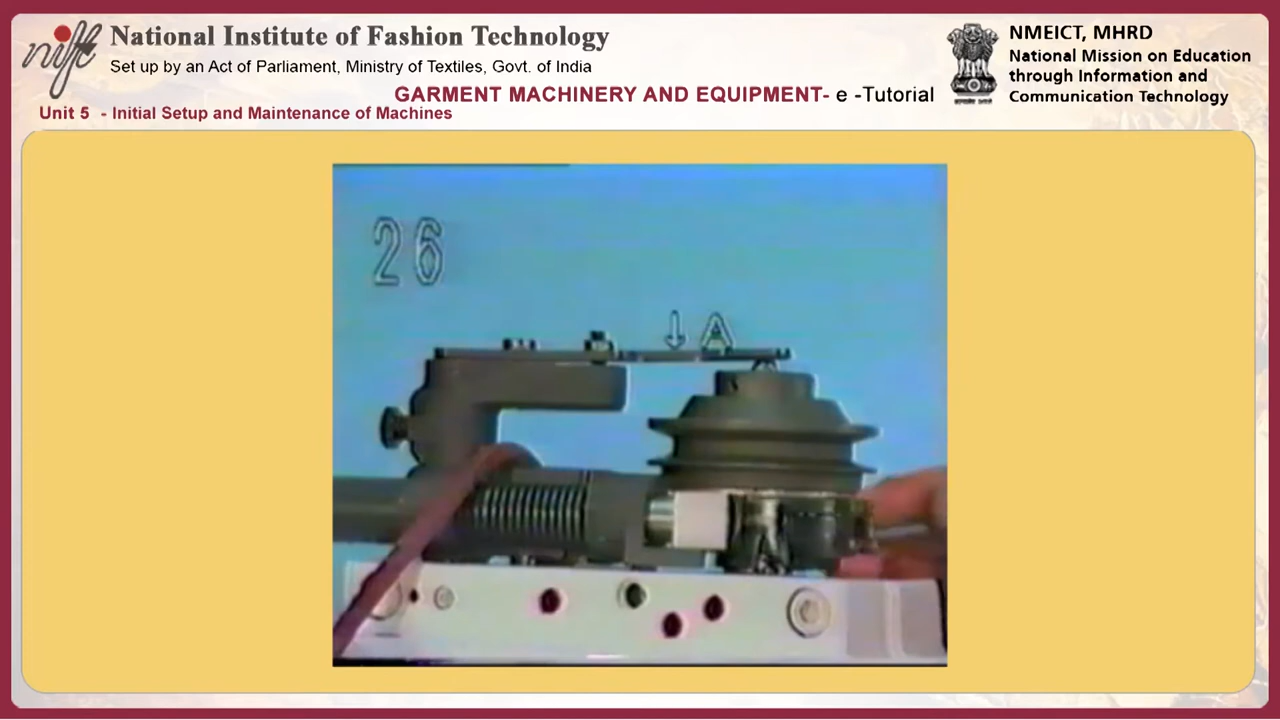 nift
National Institute of Fashion Technology
Set up by an Act of Parliament, Ministry of Textiles, Govt. of India
GARMENT MACHINERY AND EQUIPMENT- e -Tutorial
Unit 5 - Initial Setup and Maintenance of Machines
NMEICT, MHRD
National Mission on Education
through Information and
Communication Technology
26
↓ A